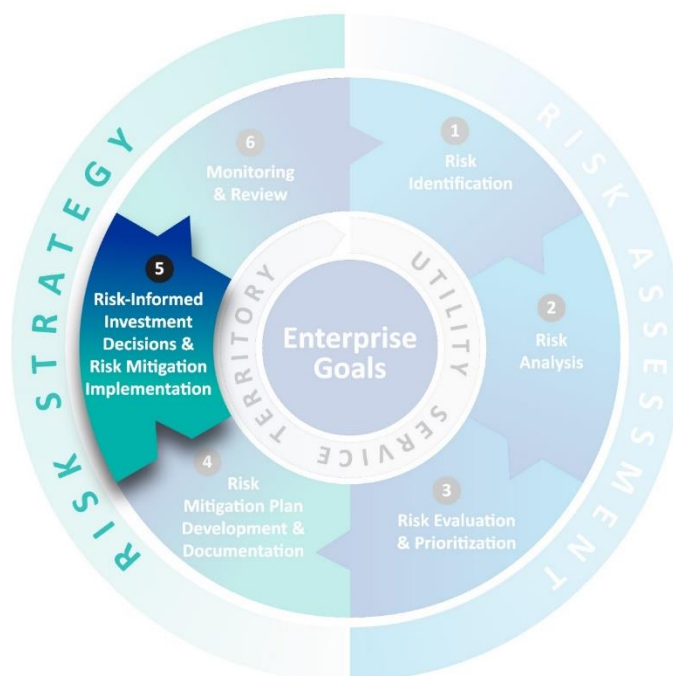 RISK STRATEGY
RISK ASSESSMENT
1
Risk
Identification
2
Risk
Analysis
3
Risk Evaluation
& Prioritization
4
Risk
Mitigation Plan
Development &
Documentation
5
Risk-Informed
Investment
Decisions &
Risk Mitigation
Implementation
6
Monitoring
& Review
UTILITY SERVICE TERRITORY
Enterprise
Goals